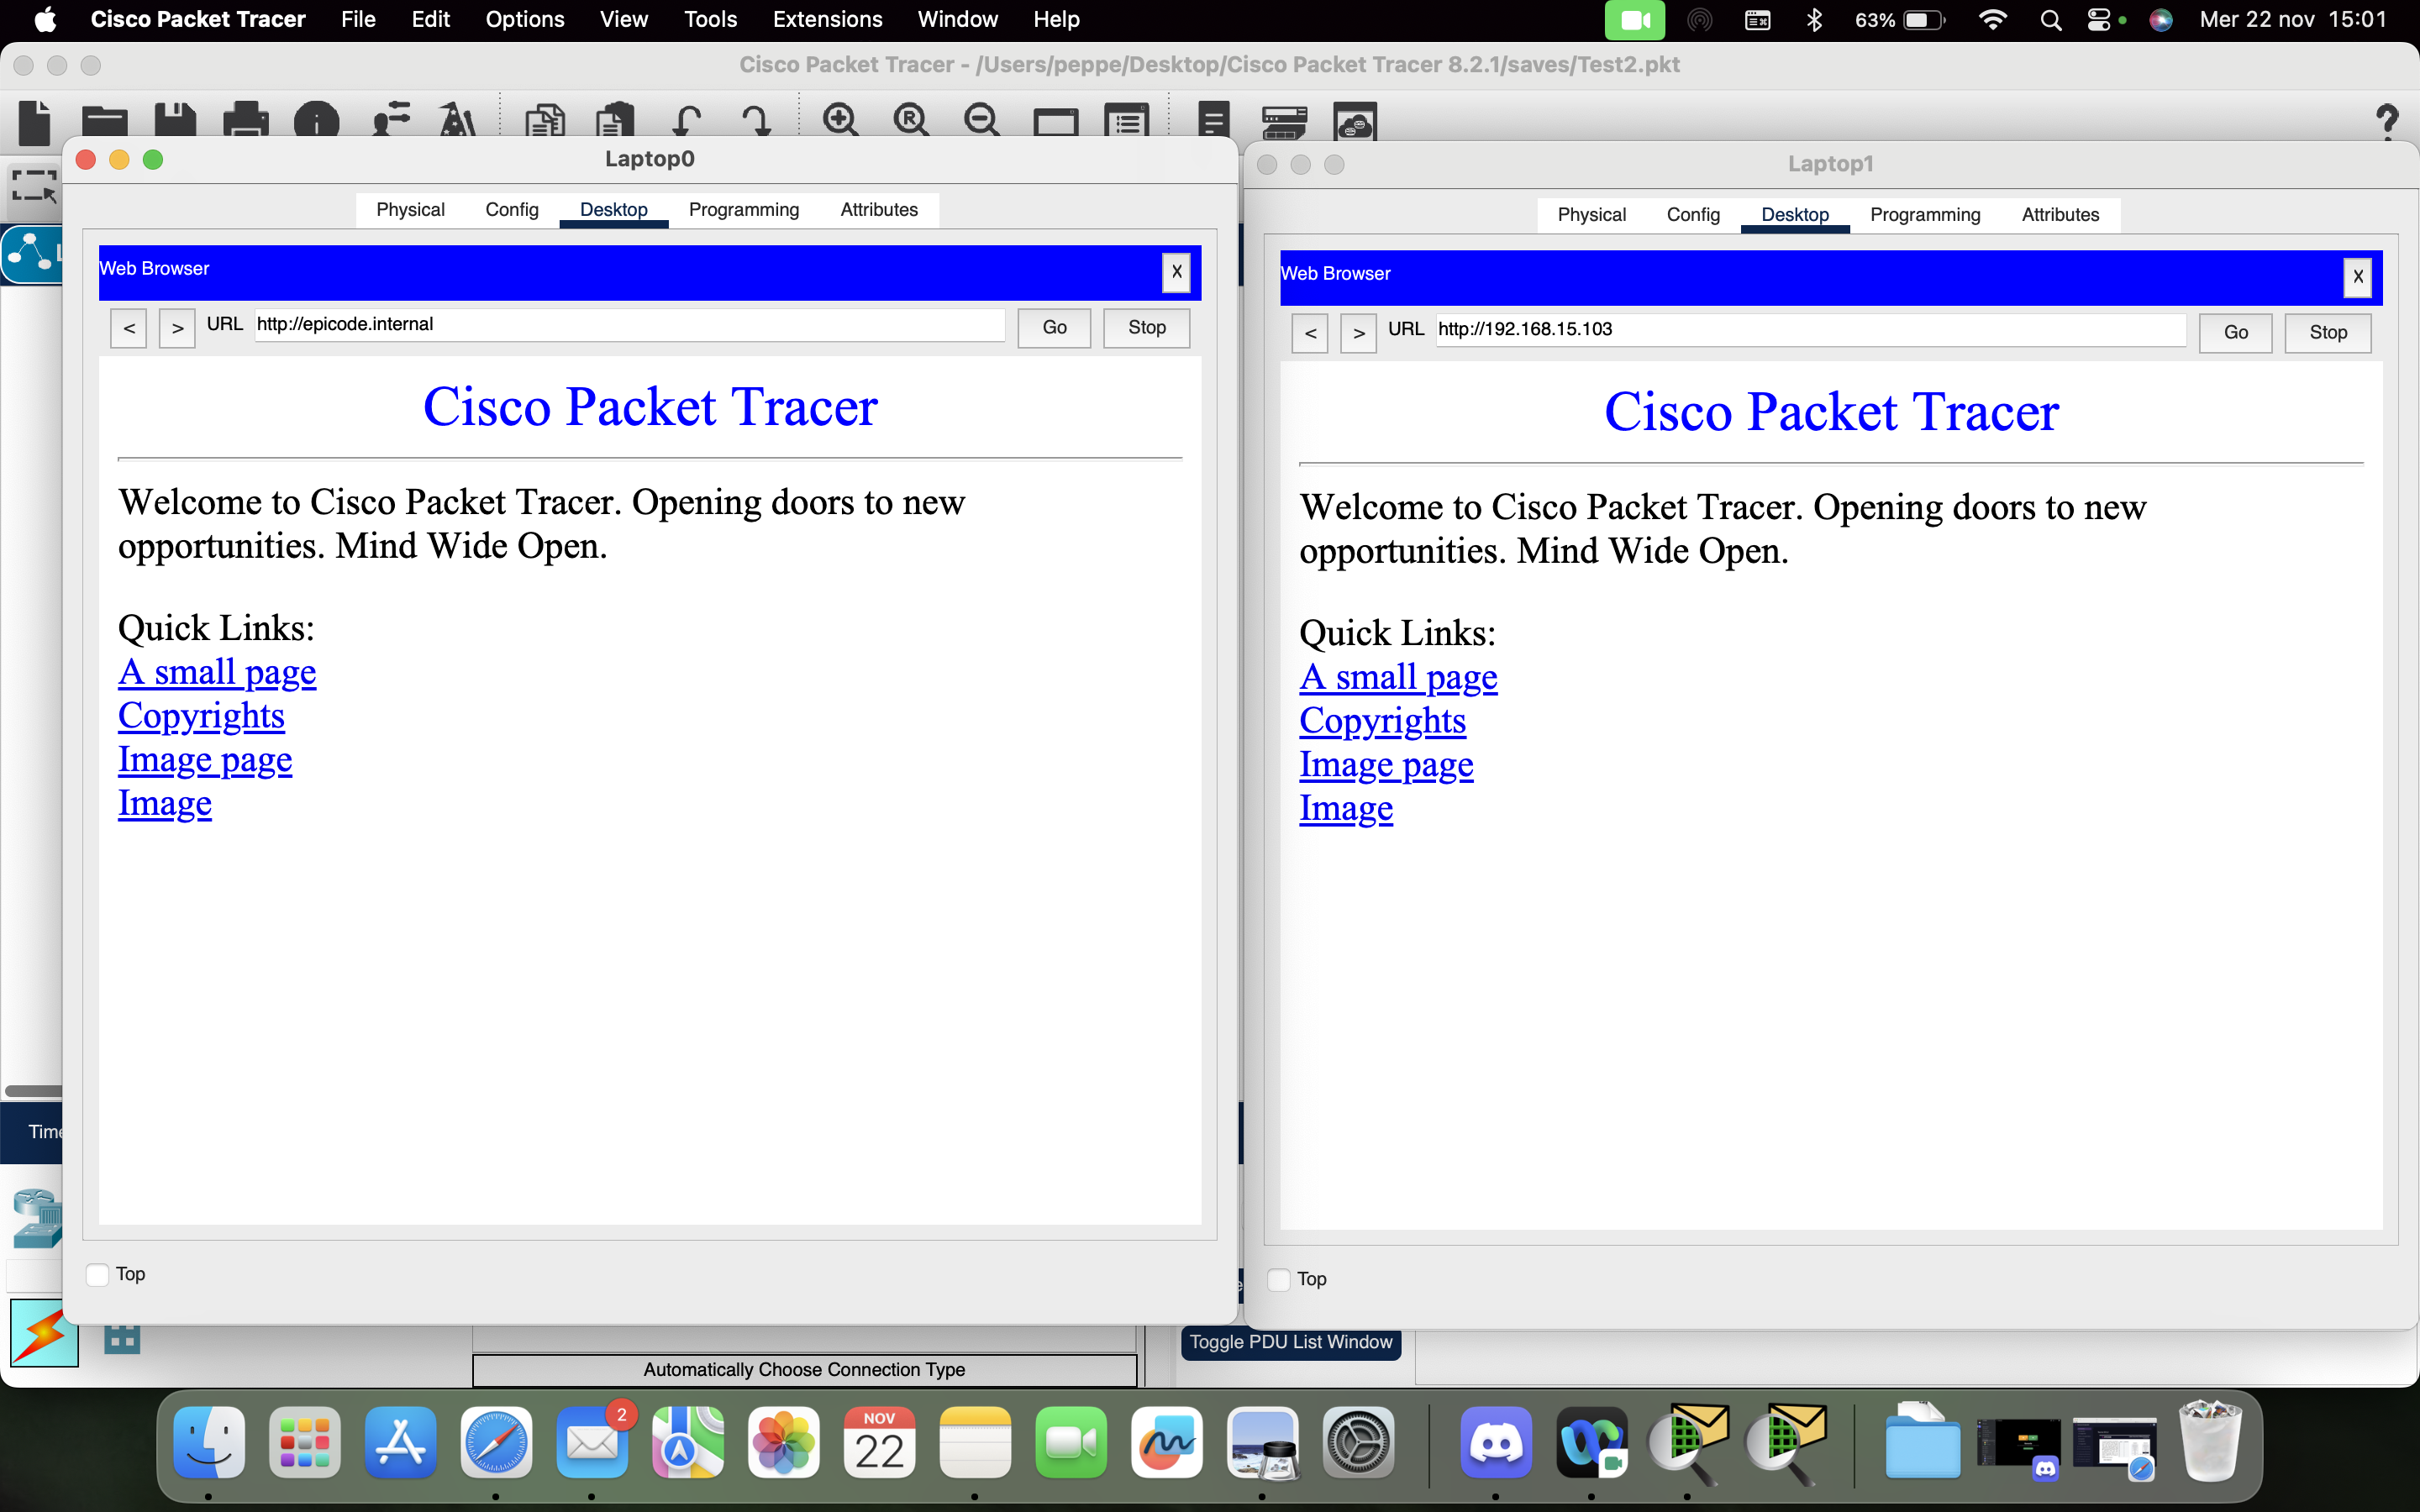 Cisco Packet Tracer File Edit Options View Tools Extensions Window Help 63% Mer 22 nov 15:01
Cisco Packet Tracer - /Users/peppe/Desktop/Cisco Packet Tracer 8.2.1/saves/Test2.pkt
Laptop0
Physical Config Desktop Programming Attributes
Web Browser X
< > URL http://epicode.internal Go Stop
Cisco Packet Tracer
Welcome to Cisco Packet Tracer. Opening doors to new
opportunities. Mind Wide Open.
Quick Links:
A small page
Copyrights
Image page
Image
Top
Laptop1
Physical Config Desktop Programming Attributes
Web Browser X
< > URL http://192.168.15.103 Go Stop
Cisco Packet Tracer
Welcome to Cisco Packet Tracer. Opening doors to new
opportunities. Mind Wide Open.
Quick Links:
A small page
Copyrights
Image page
Image
Top
Time
Toggle PDU List Window
Automatically Choose Connection Type
2
NOV
22